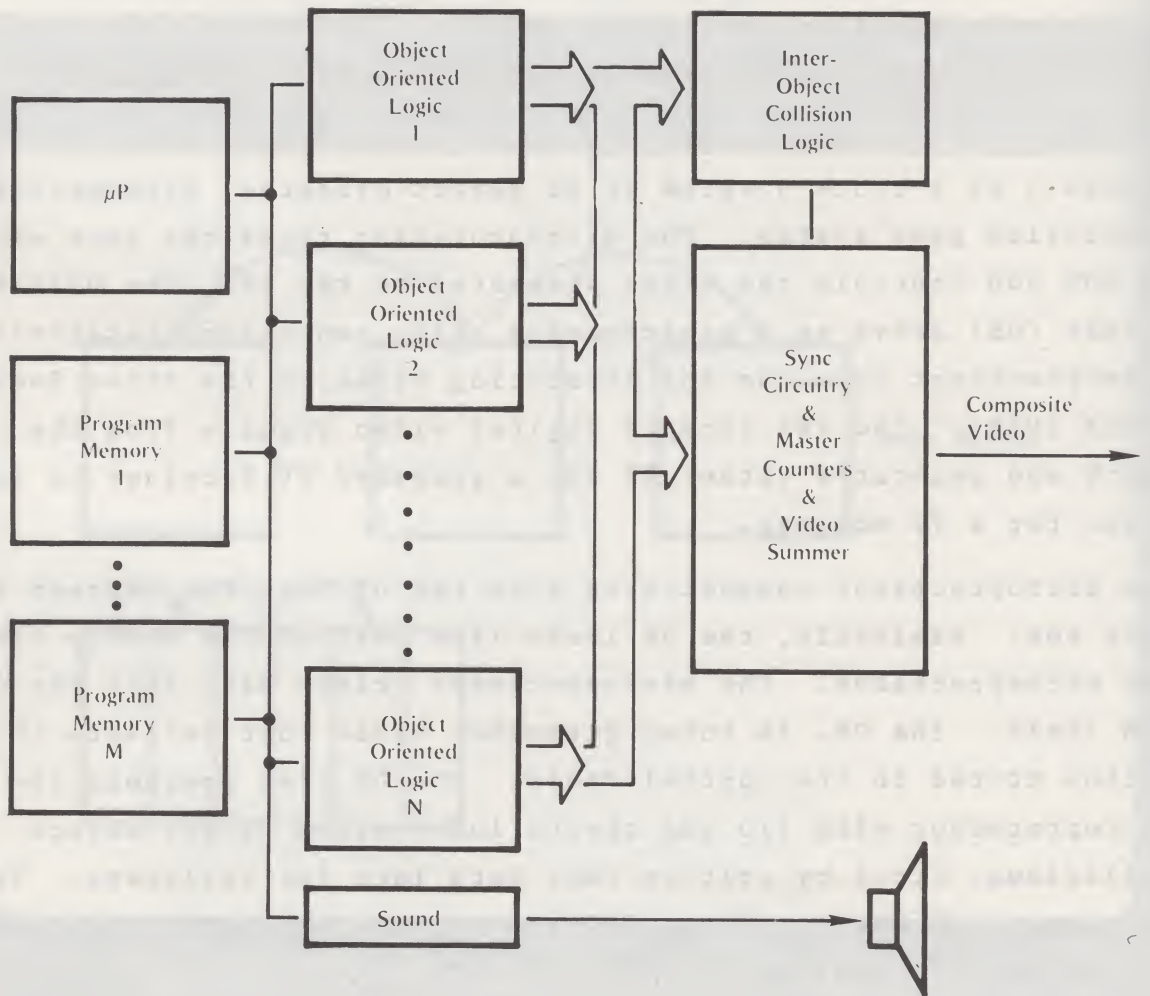 Object
Oriented
Logic
1
Inter-
Object
Collision
Logic
µP
Object
Oriented
Logic
2
Program
Memory
1
Sync
Circuitry
&
Master
Counters
&
Video
Summer
Composite
Video
Program
Memory
M
Object
Oriented
Logic
N
Sound